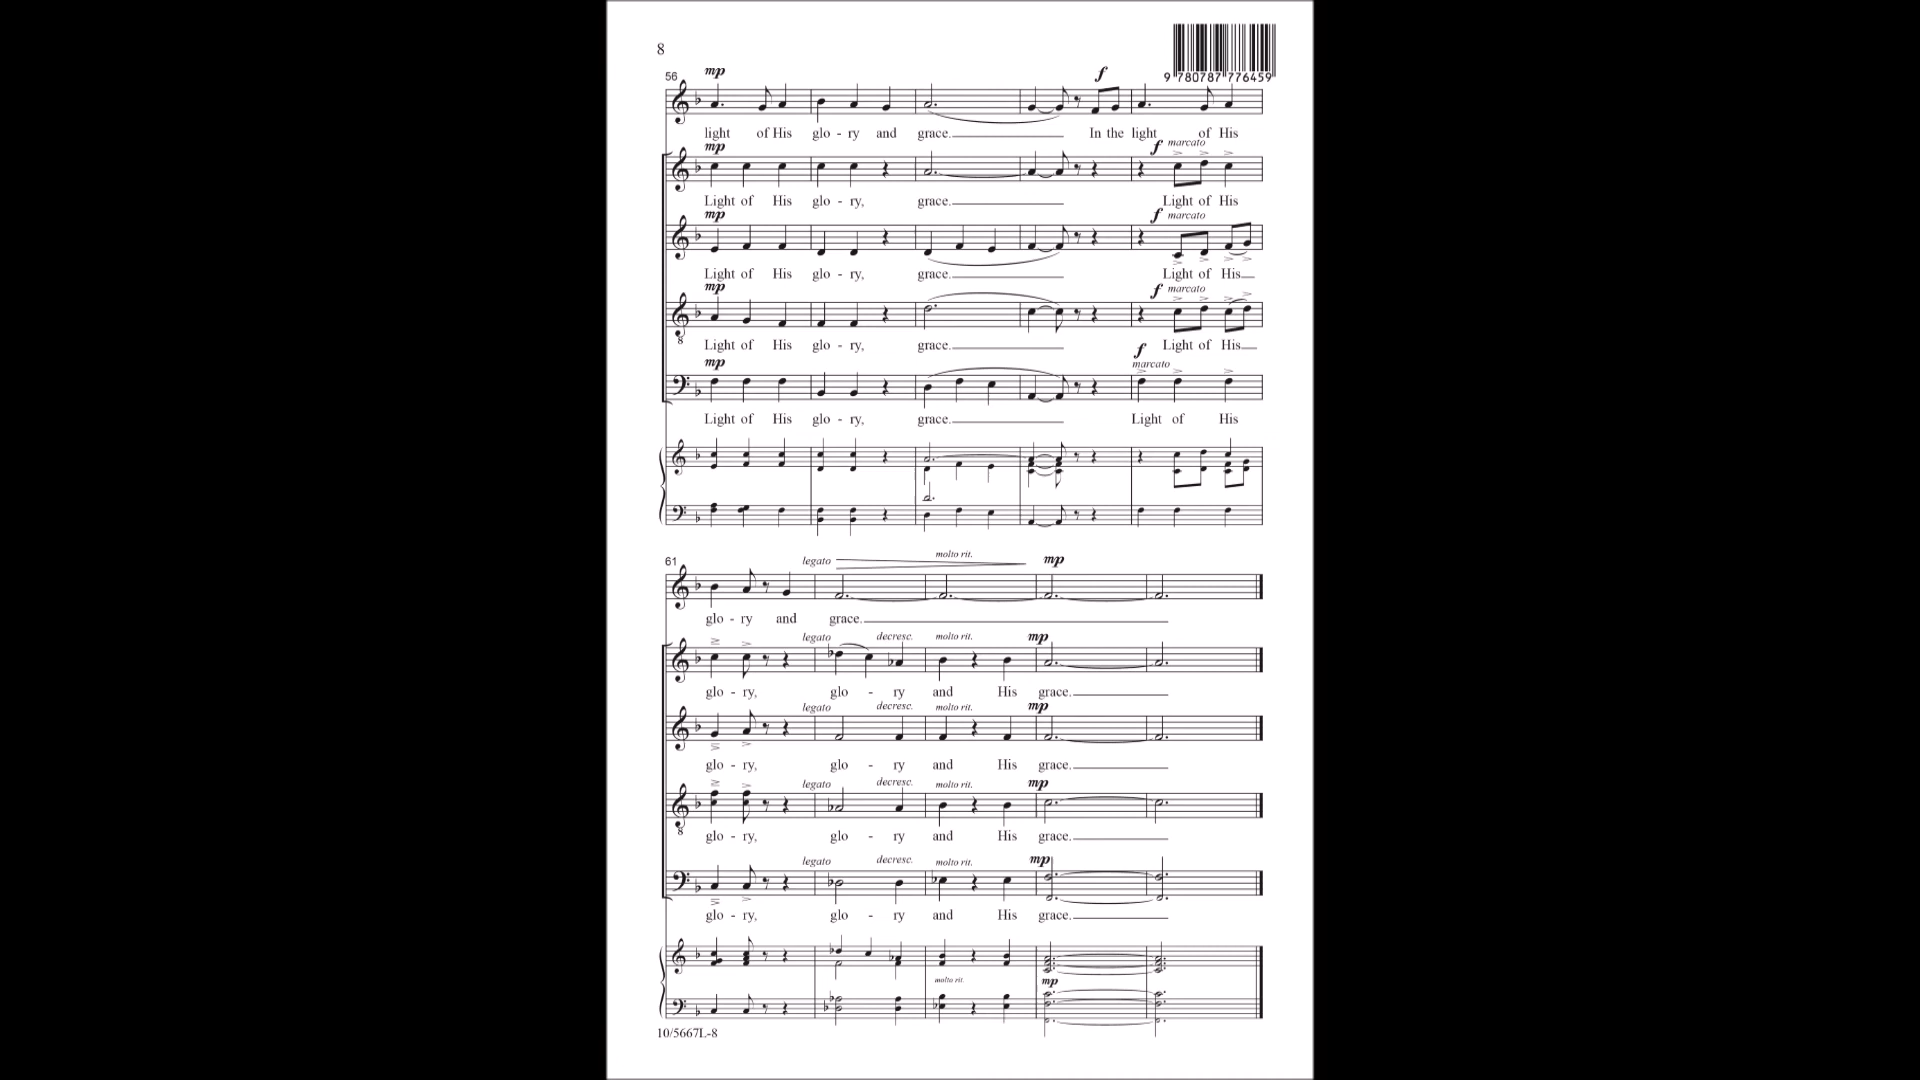 8
9 780787 776459
56
mp
f
light of His glo - ry and grace. In the light of His
mp
f marcato
Light of His glo - ry, grace. Light of His
mp
f marcato
Light of His glo - ry, grace. Light of His
mp
f marcato
Light of His glo - ry, grace. Light of His
8
mp
f
marcato
Light of His glo - ry, grace. Light of His
61
legato molto rit. mp
glo - ry and grace.
legato decresc. molto rit. mp
glo - ry, glo - ry and His grace.
legato decresc. molto rit. mp
glo - ry, glo - ry and His grace.
legato decresc. molto rit. mp
8
glo - ry, glo - ry and His grace.
legato decresc. molto rit. mp
glo - ry, glo - ry and His grace.
molto rit. mp
10/5667L-8